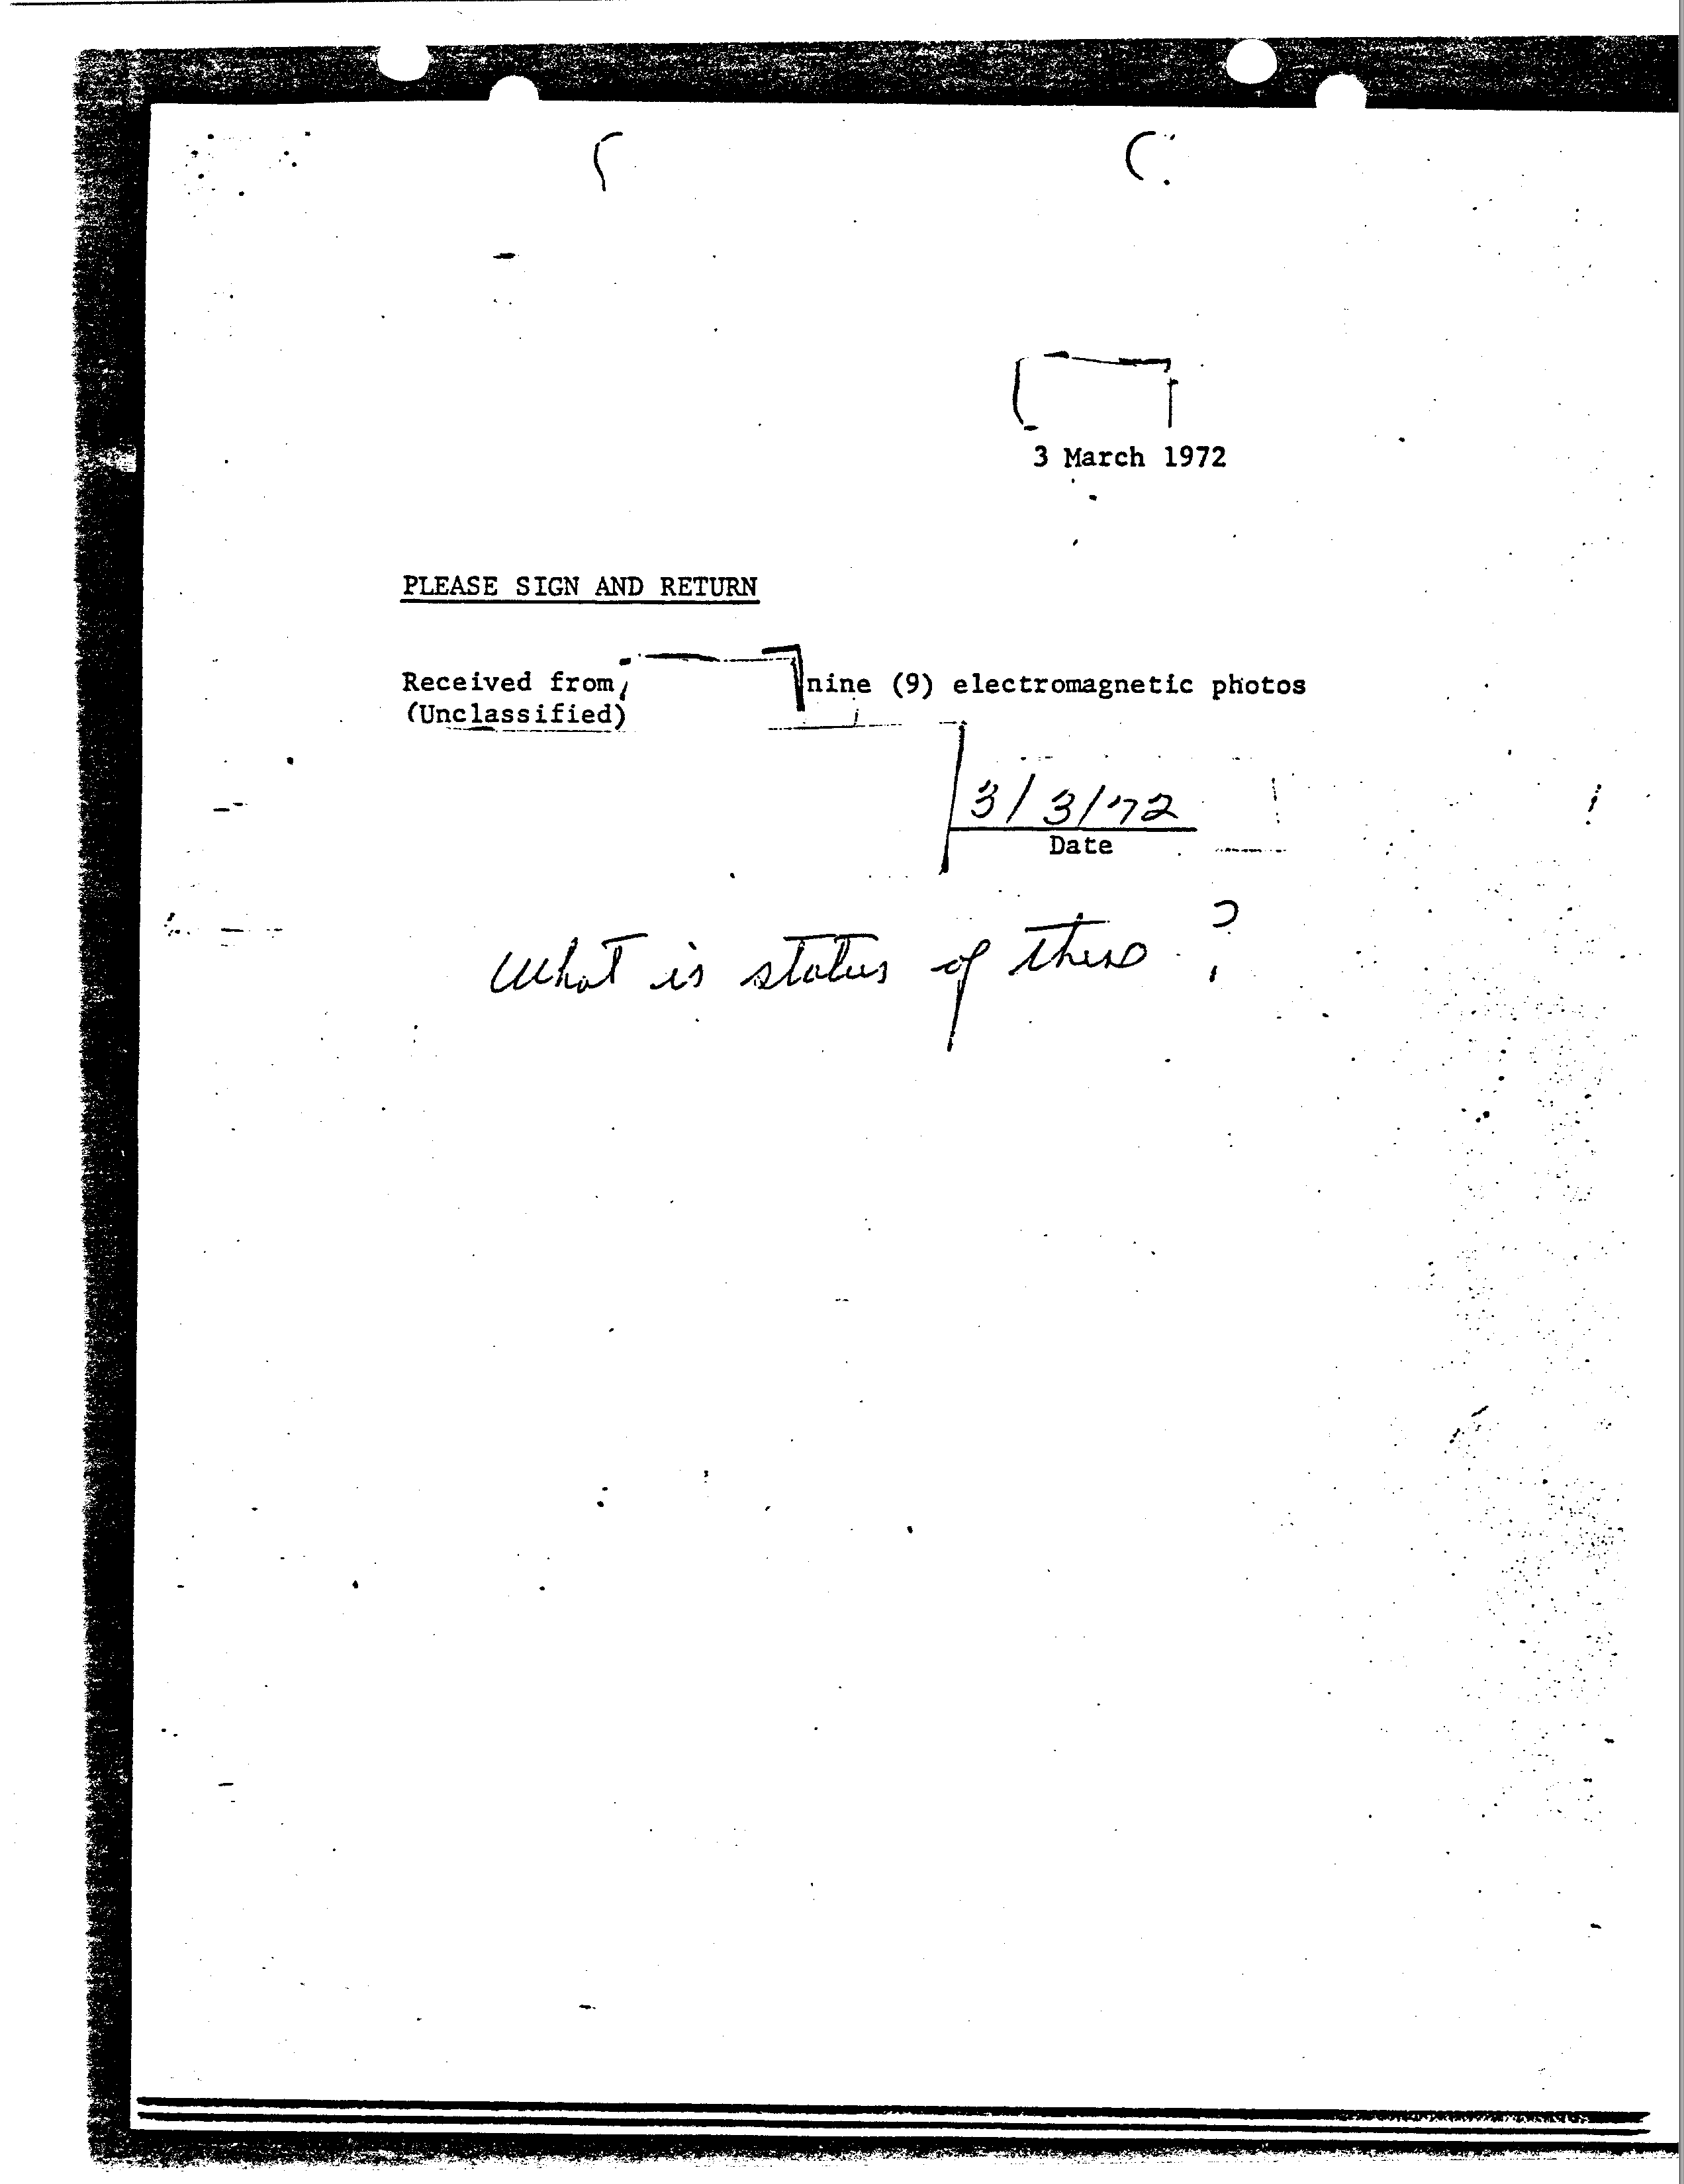 3 March 1972
PLEASE SIGN AND RETURN
Received from nine (9) electromagnetic photos
(Unclassified)
3/3/72
Date
What is status of these ?